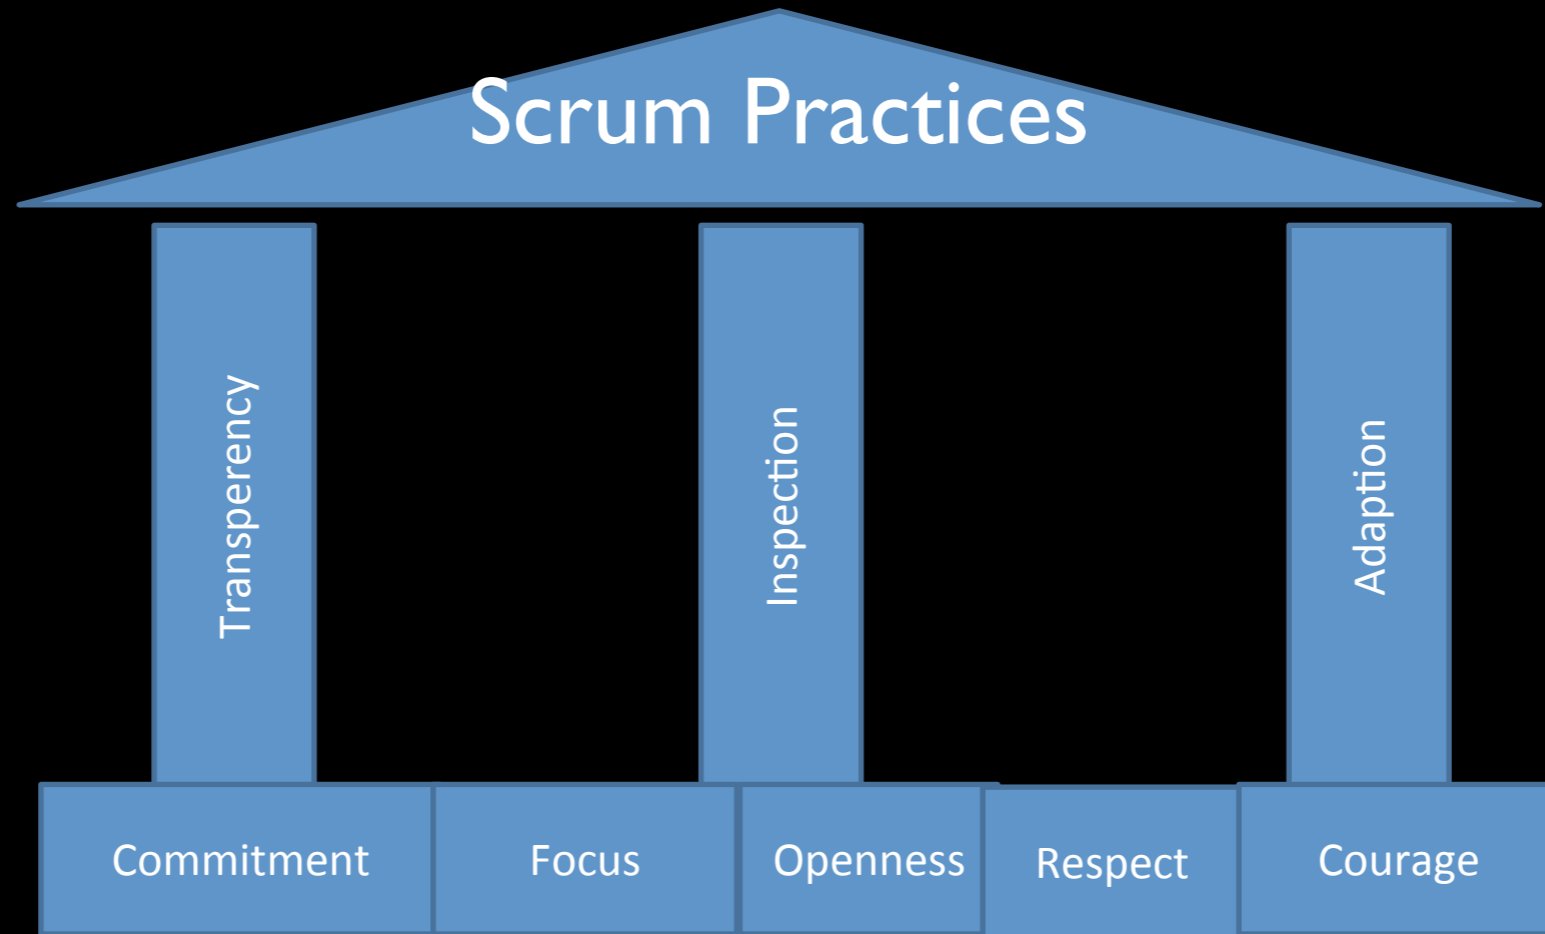 Scrum Practices
Transperency
Inspection
Adaption
Commitment
Focus
Openness
Respect
Courage